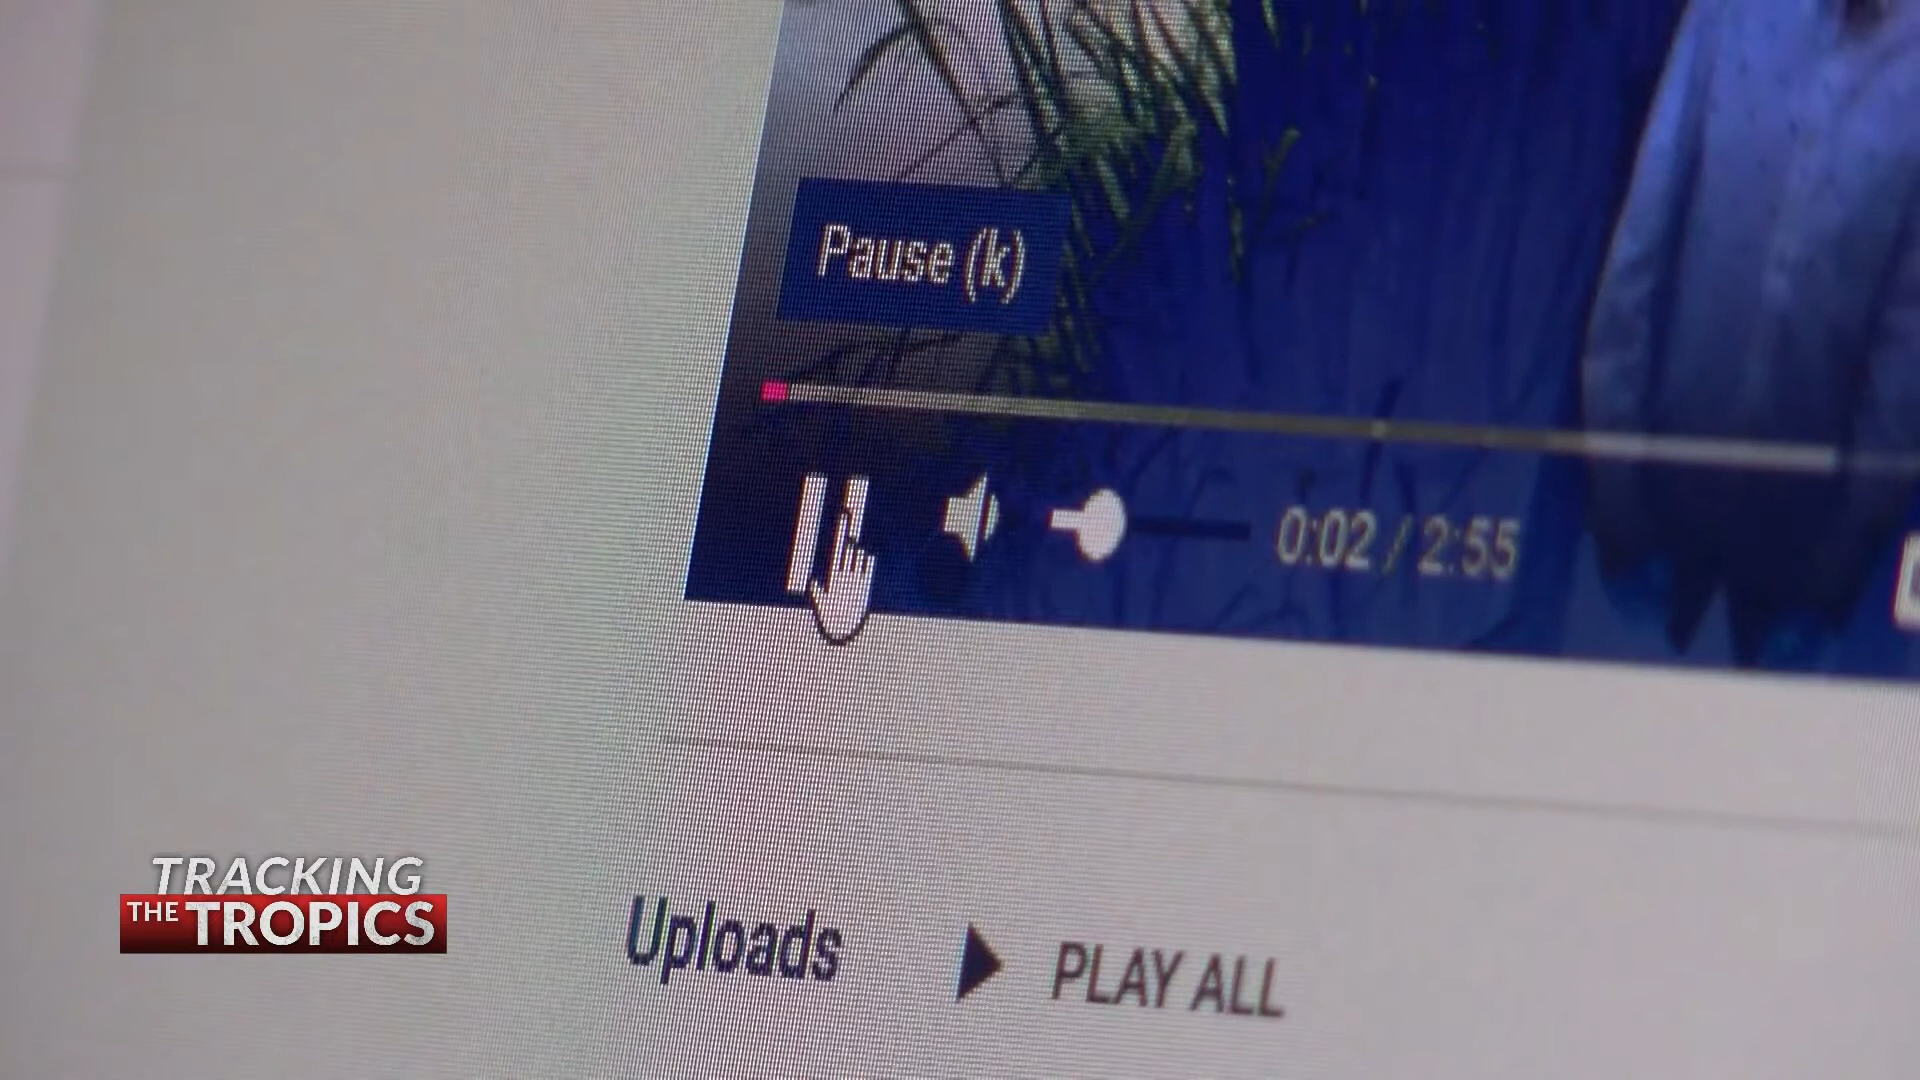 Pause (k)
0:02 / 2:55
Uploads
PLAY ALL
TRACKING
THE TROPICS